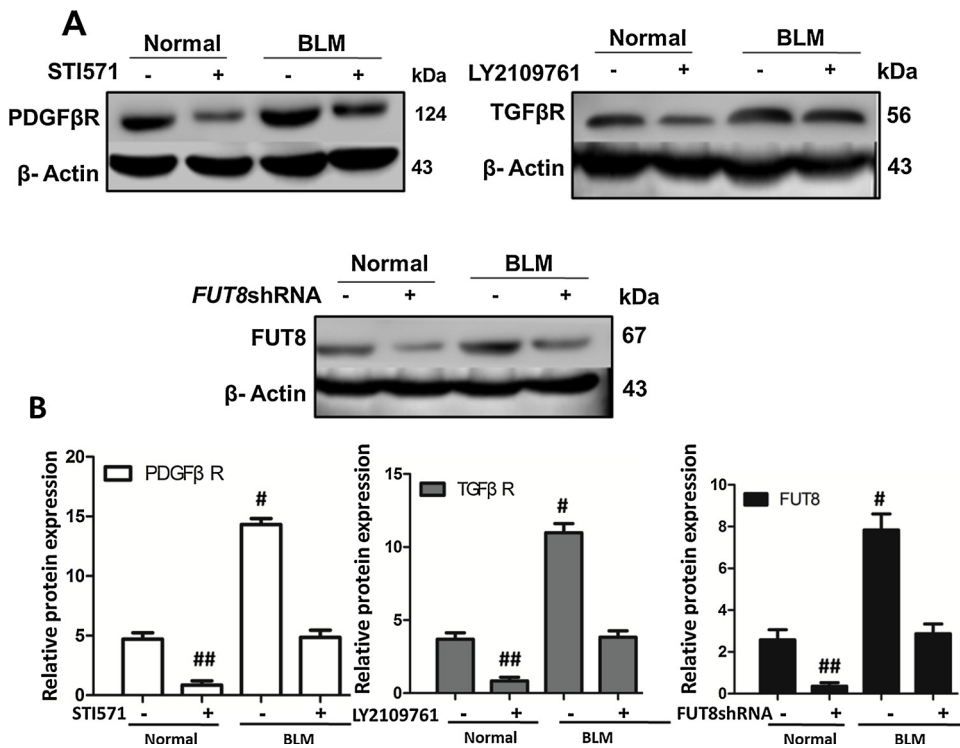 A
Normal BLM
STI571 - + - + kDa
PDGFβR 124
β- Actin 43
Normal BLM
LY2109761 - + - + kDa
TGFβR 56
β- Actin 43
Normal BLM
FUT8shRNA - + - + kDa
FUT8 67
β- Actin 43
B
Relative protein expression
20
15
10
5
0
PDGFβ R
#
##
STI571 - + - +
Normal BLM
Relative protein expression
15
10
5
0
TGFβ R
#
##
LY2109761 - + - +
Normal BLM
Relative protein expression
10
8
6
4
2
0
FUT8
#
##
FUT8shRNA - + - +
Normal BLM